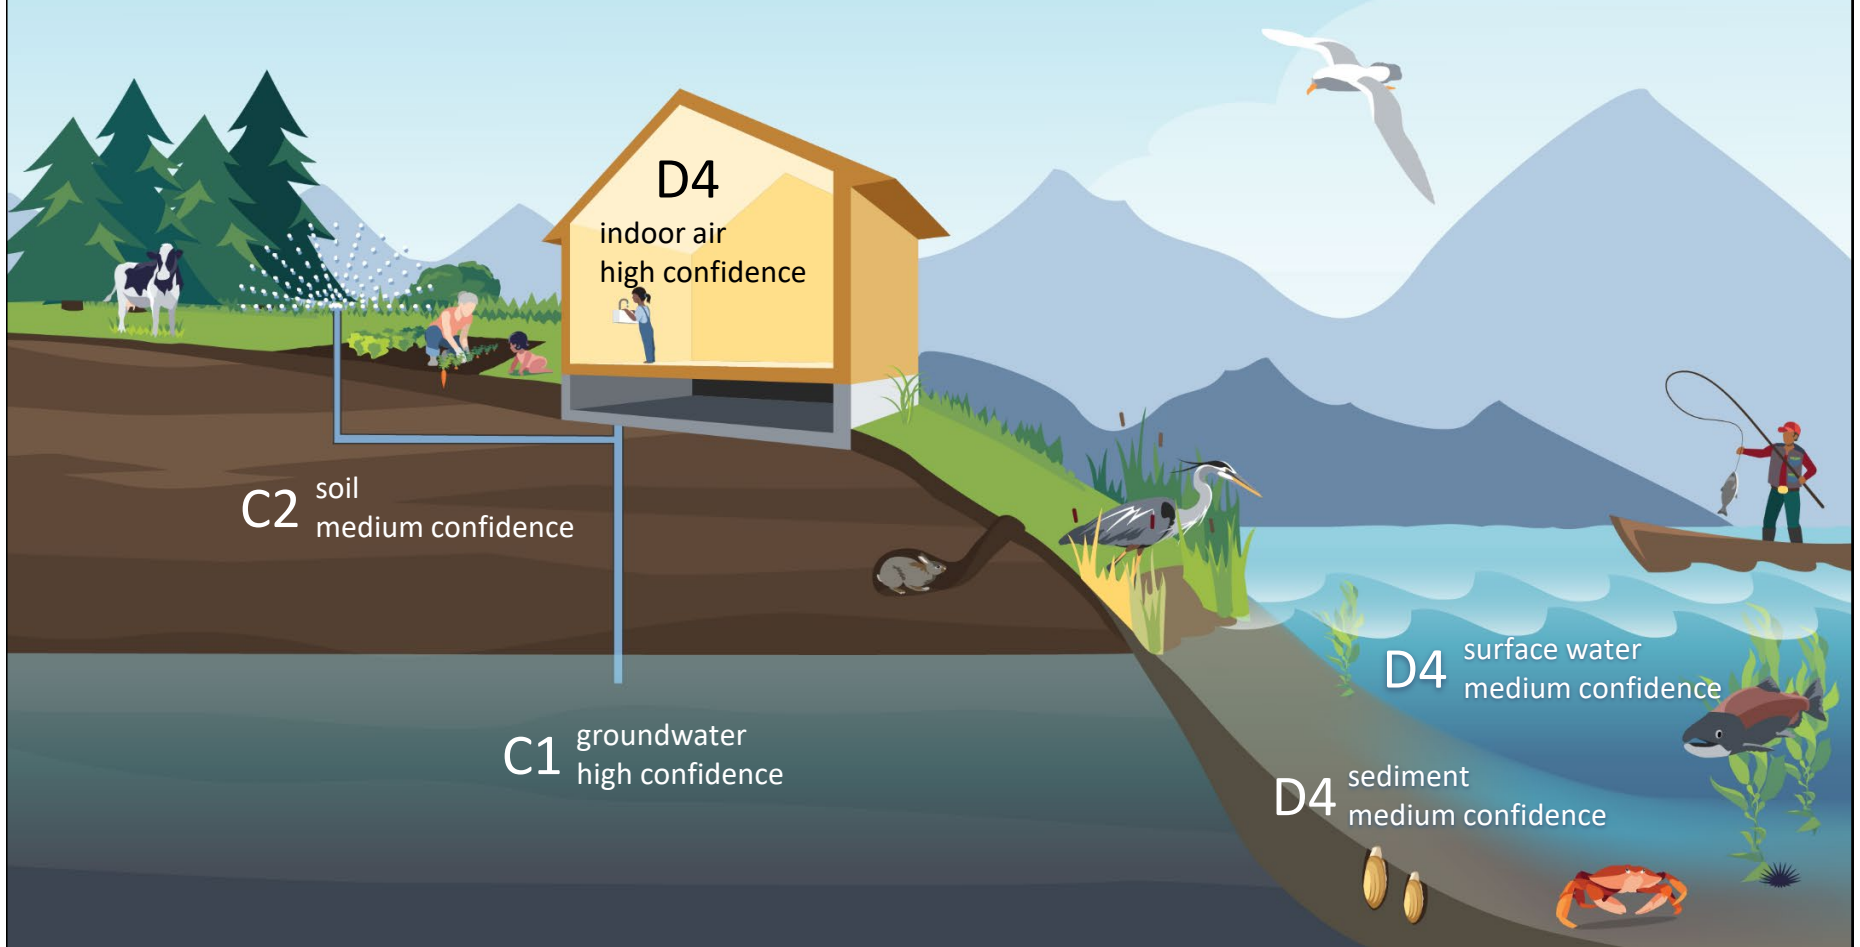 D4
indoor air
high confidence
C2
soil
medium confidence
C1
groundwater
high confidence
D4
surface water
medium confidence
D4
sediment
medium confidence